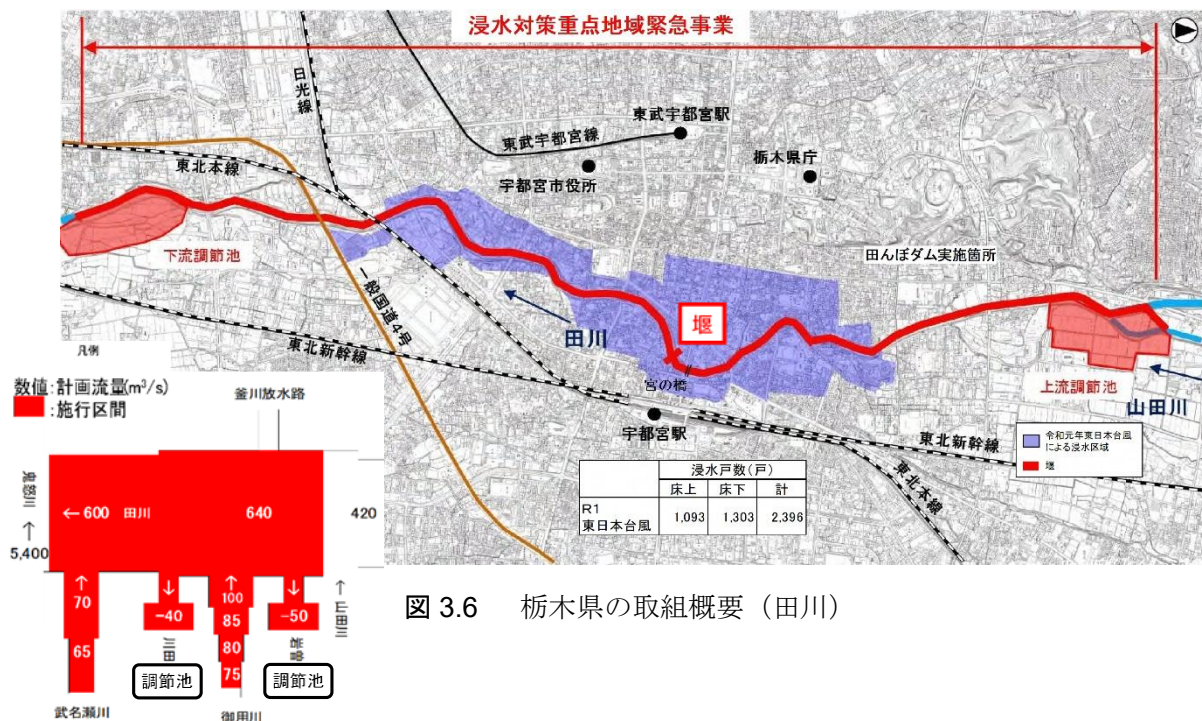 浸水対策重点地域緊急事業
日光線
東武宇都宮駅
東武宇都宮線
栃木県庁
宇都宮市役所
東北本線
下流調節池
田んぼダム実施箇所
一般国道4号
田川
堰
東北新幹線
宮の橋
上流調節池
山田川
宇都宮駅
東北新幹線
東北本線
令和元年東日本台風
による浸水区域
堰
浸水戸数(戸)
床上 床下 計
R1
東日本台風 1,093 1,303 2,396
凡例
数値:計画流量(m³/s)
:施行区間
釜川放水路
鬼怒川
↑
5,400
←600 田川 640 420
↑
70
65
武名瀬川
↓
-40
川田
調節池
↑
100
85
80
75
御用川
↓
-50
岩曽
調節池
↑
山田川
図 3.6 栃木県の取組概要（田川）